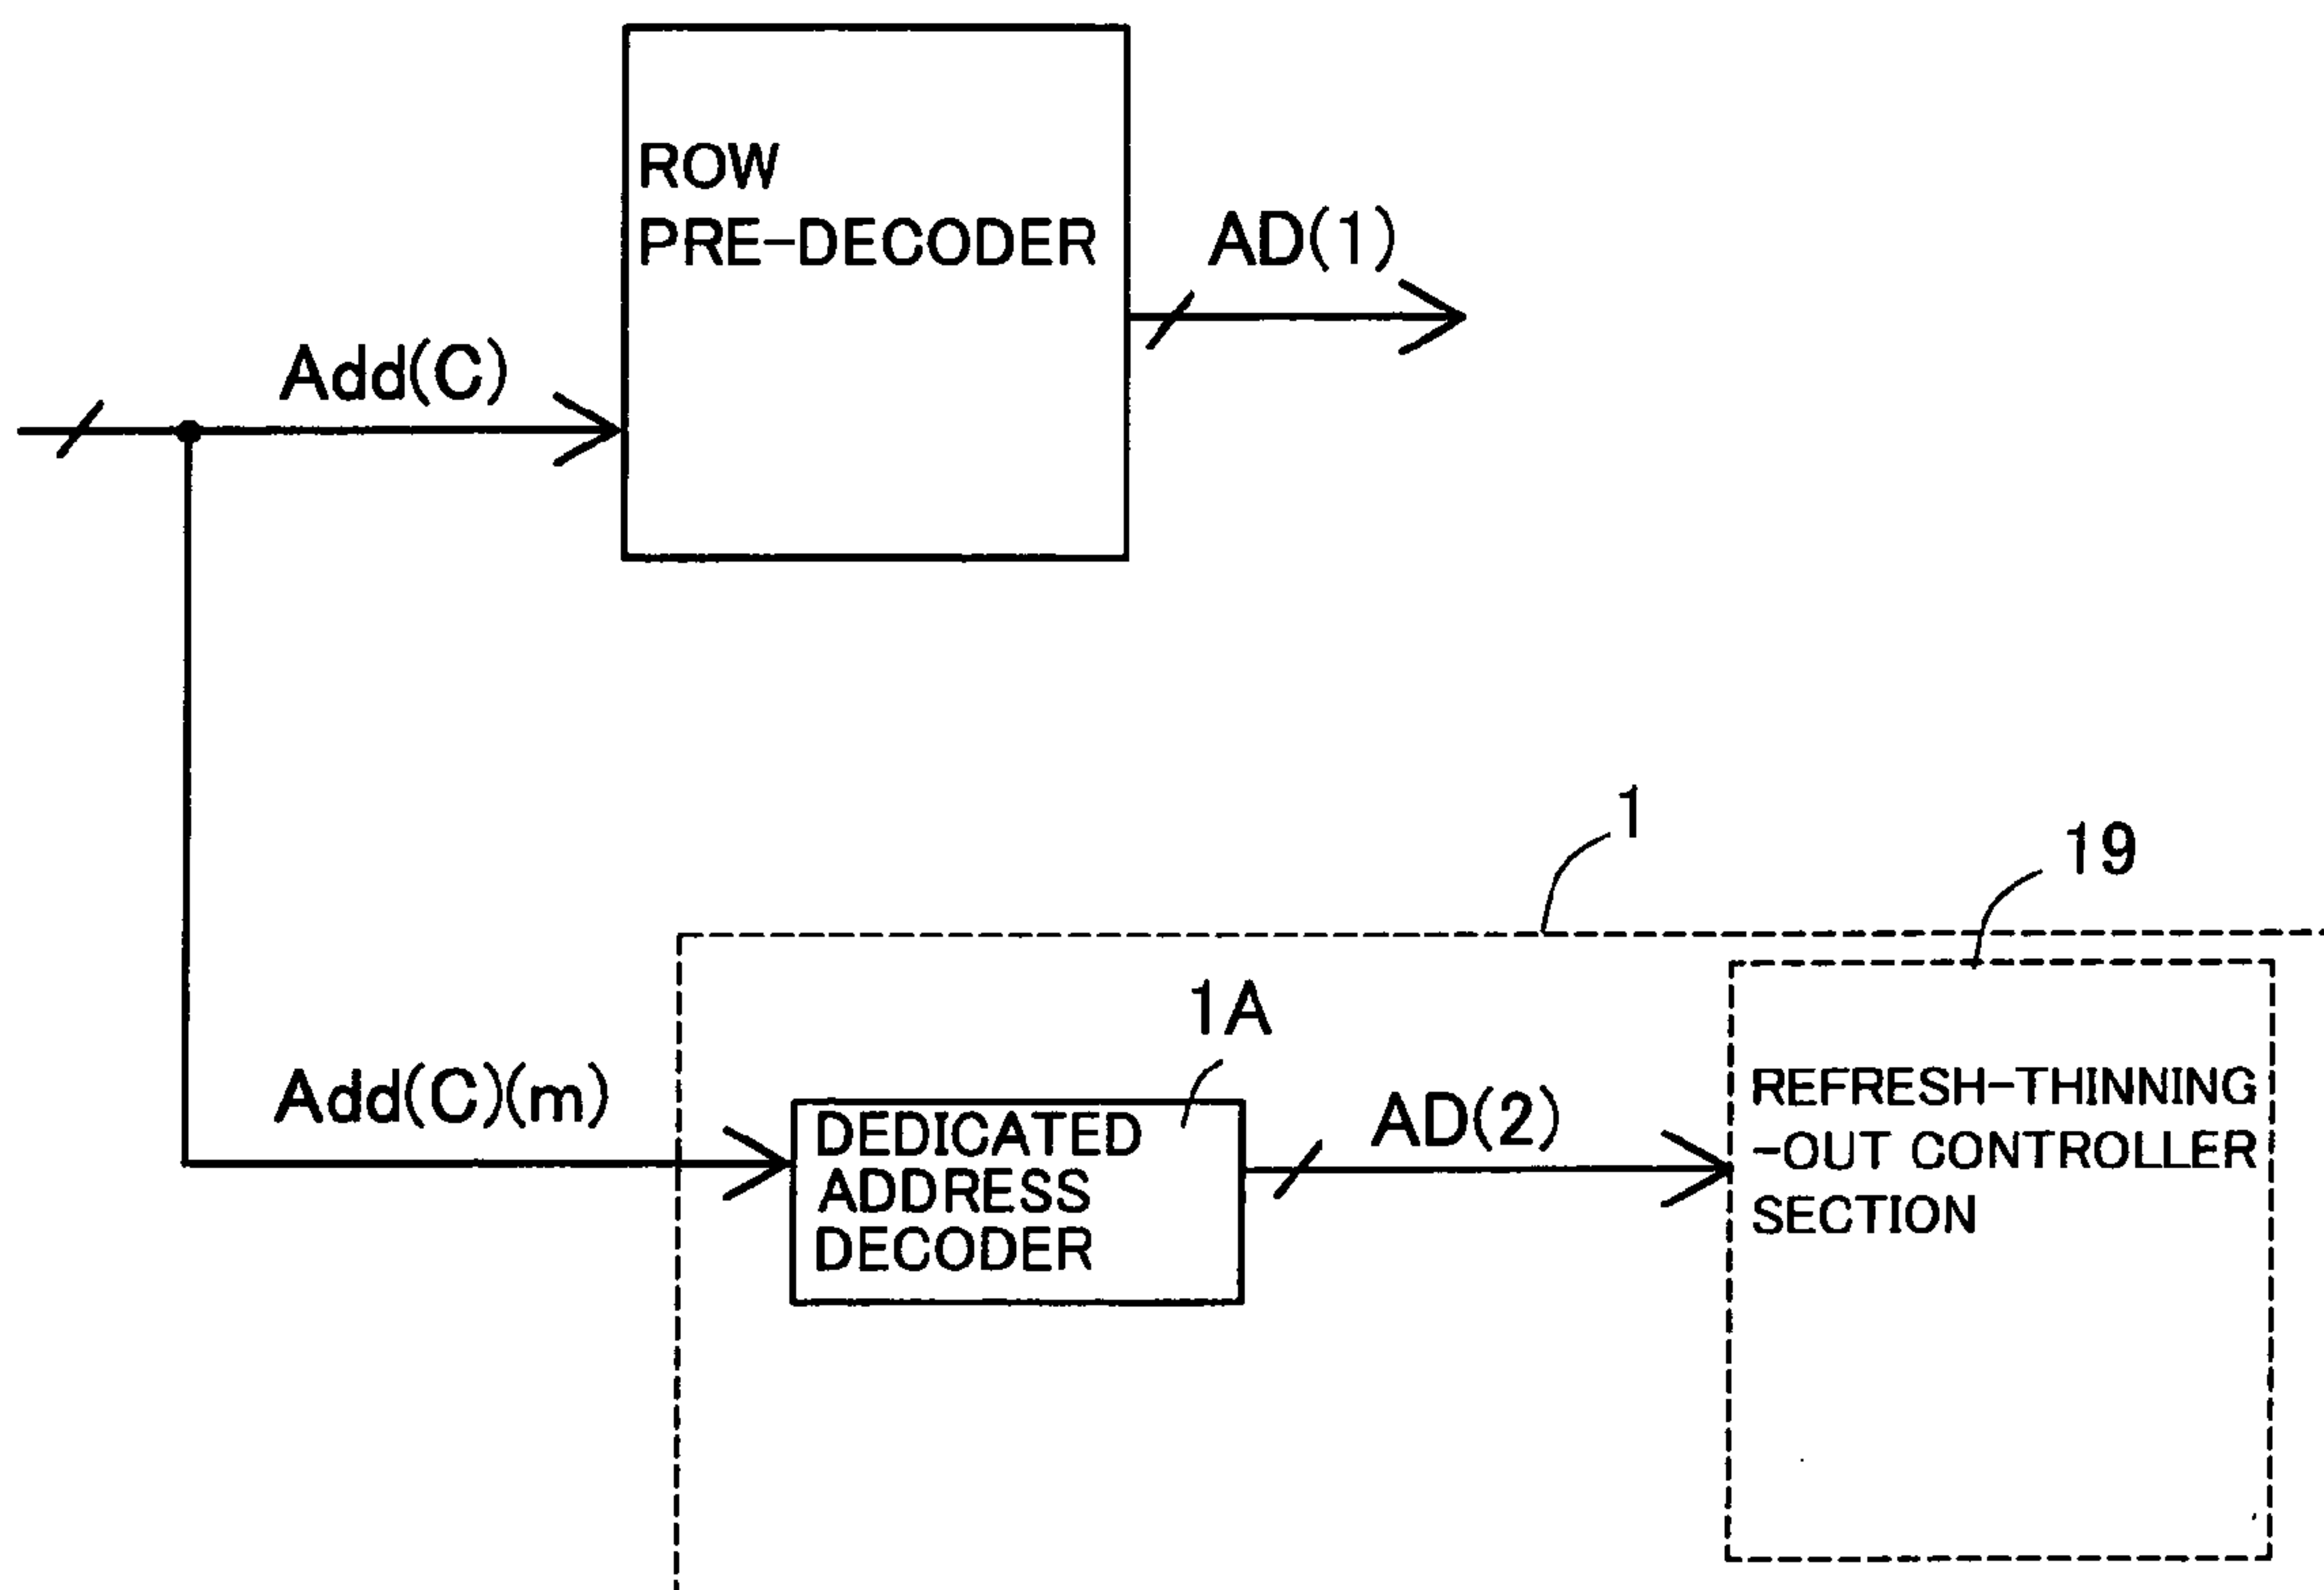 ROW
PRE-DECODER
AD(1)
Add(C)
1
19
1A
Add(C)(m)
DEDICATED
ADDRESS
DECODER
AD(2)
REFRESH-THINNING
-OUT CONTROLLER
SECTION